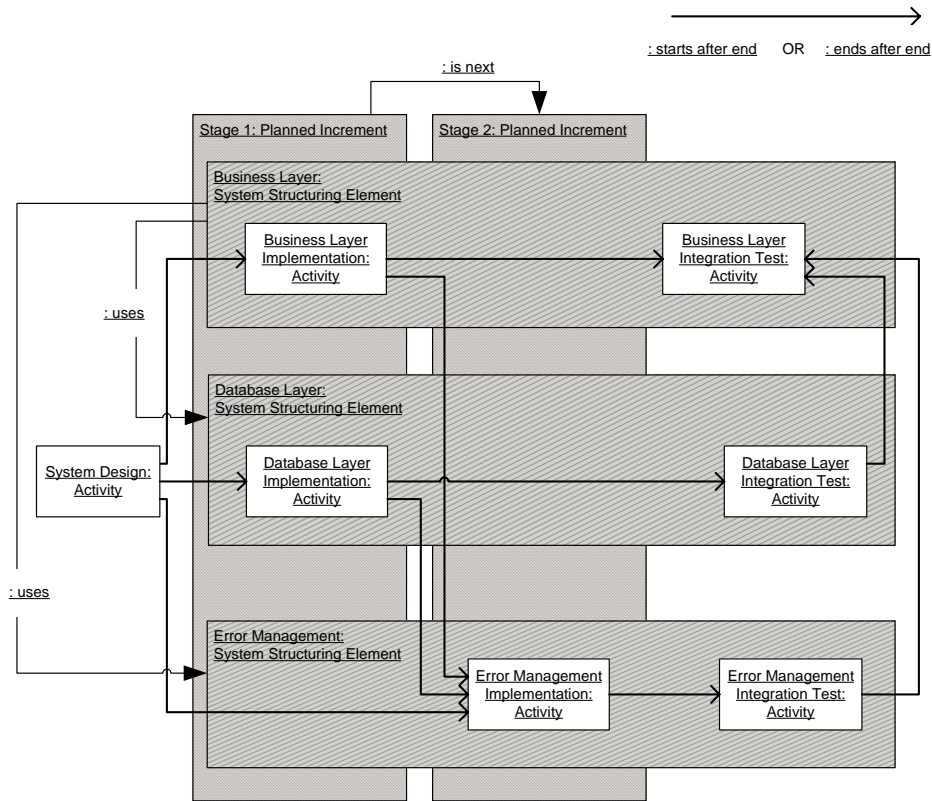 : starts after end OR : ends after end
: is next
Stage 1: Planned Increment
Stage 2: Planned Increment
Business Layer:
System Structuring Element
Business Layer
Implementation:
Activity
Business Layer
Integration Test:
Activity
: uses
Database Layer:
System Structuring Element
System Design:
Activity
Database Layer
Implementation:
Activity
Database Layer
Integration Test:
Activity
: uses
Error Management:
System Structuring Element
Error Management
Implementation:
Activity
Error Management
Integration Test:
Activity